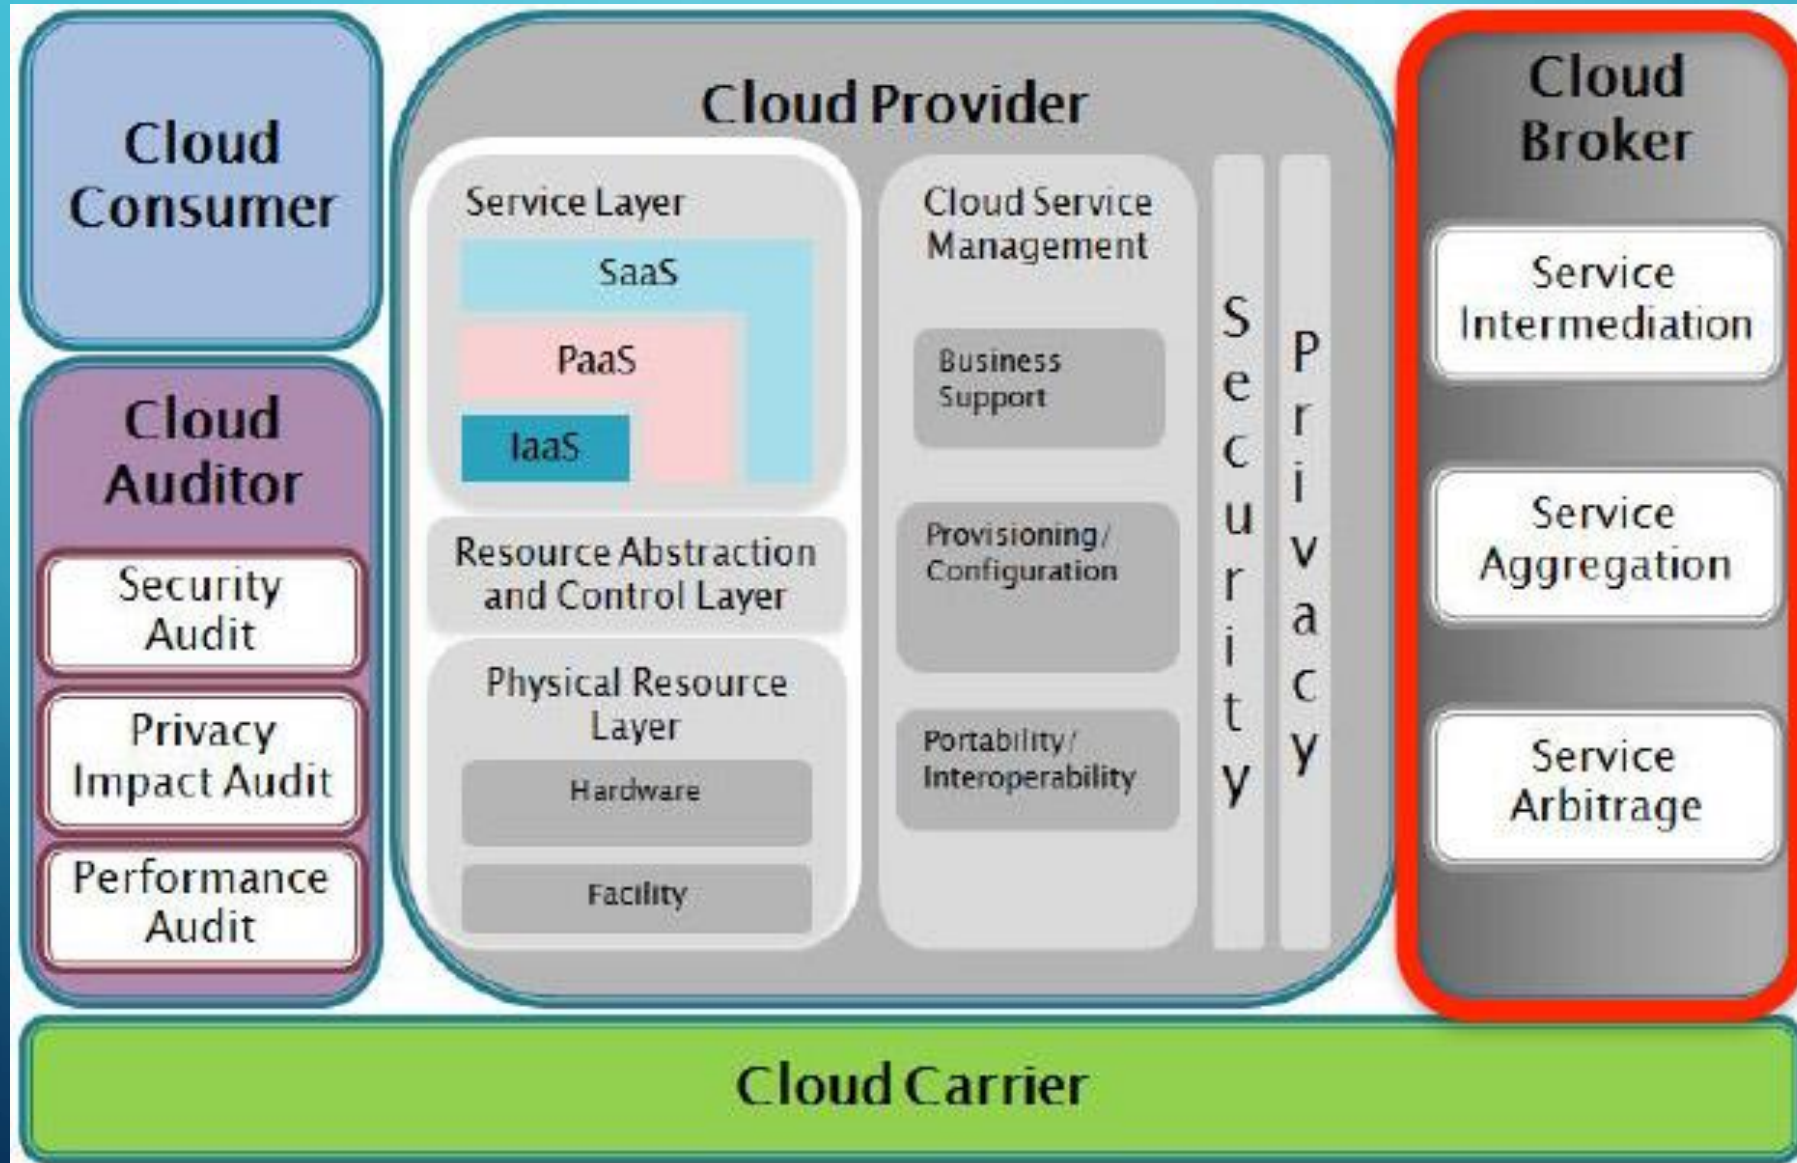 Cloud
Consumer
Cloud
Auditor
Security
Audit
Privacy
Impact Audit
Performance
Audit
Cloud Provider
Service Layer
SaaS
PaaS
IaaS
Resource Abstraction
and Control Layer
Physical Resource
Layer
Hardware
Facility
Cloud Service
Management
Business
Support
Provisioning/
Configuration
Portability/
Interoperability
Security
Privacy
Cloud
Broker
Service
Intermediation
Service
Aggregation
Service
Arbitrage
Cloud Carrier